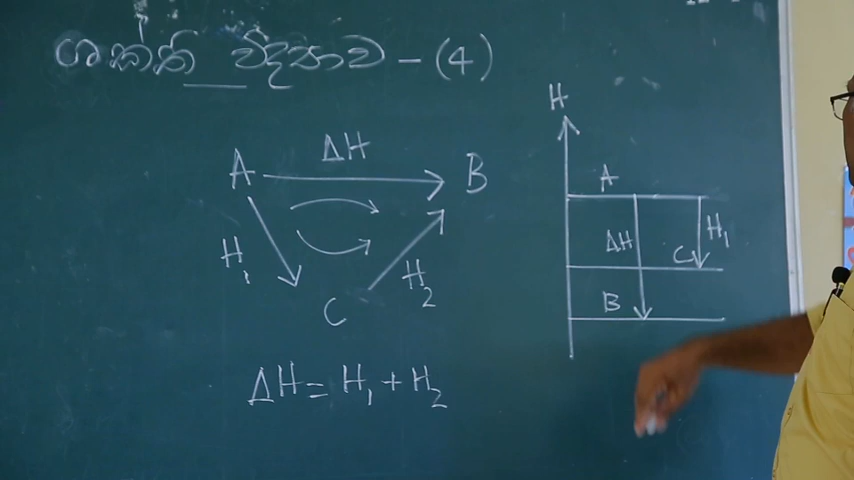 ශක්ති විද්‍යාව - (4)
ΔH
A
B
H₁
H₂
C
ΔH = H₁ + H₂
H
A
ΔH
H₁
C
B